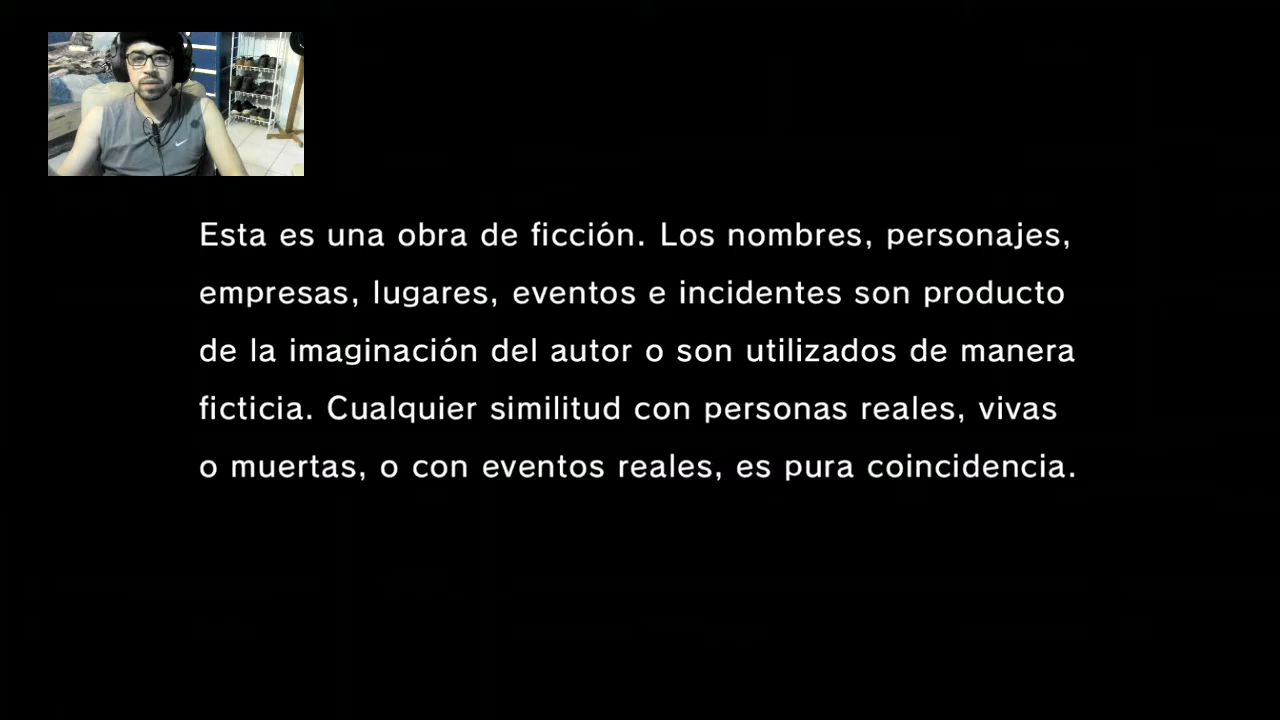 Esta es una obra de ficción. Los nombres, personajes,
empresas, lugares, eventos e incidentes son producto
de la imaginación del autor o son utilizados de manera
ficticia. Cualquier similitud con personas reales, vivas
o muertas, o con eventos reales, es pura coincidencia.